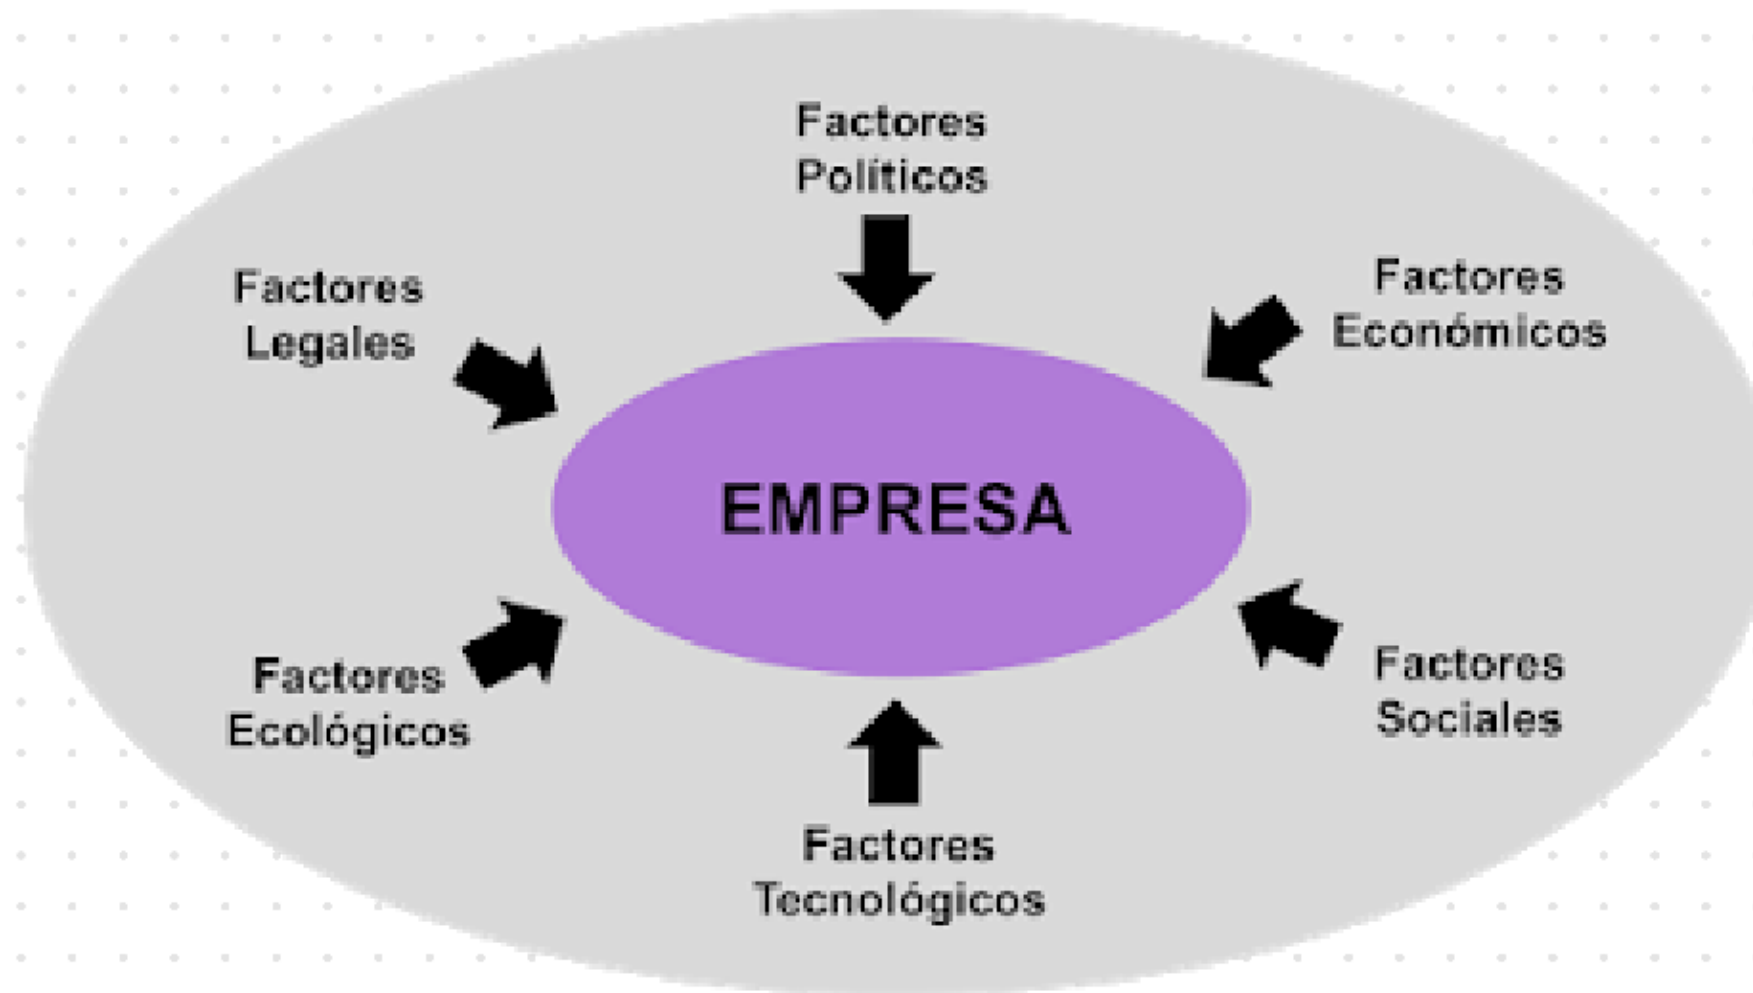 Factores
Políticos
Factores
Económicos
Factores
Legales
EMPRESA
Factores
Sociales
Factores
Ecológicos
Factores
Tecnológicos